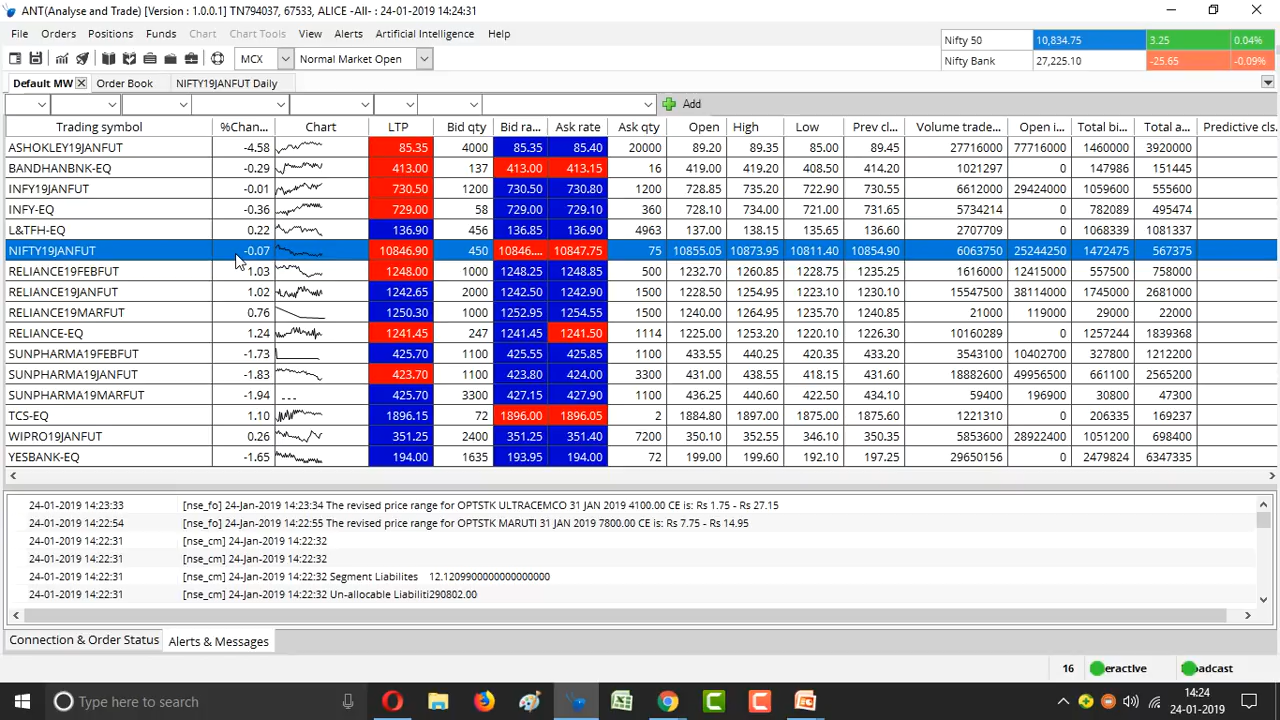 ANT(Analyse and Trade) [Version : 1.0.0.1] TN794037, 67533, ALICE -All- : 24-01-2019 14:24:31
File Orders Positions Funds Chart Chart Tools View Alerts Artificial Intelligence Help
Nifty 50 10,834.75 3.25 0.04%
MCX Normal Market Open
Nifty Bank 27,225.10 -25.65 -0.09%
Default MW Order Book NIFTY19JANFUT Daily
Add
Trading symbol %Chan... Chart LTP Bid qty Bid ra... Ask rate Ask qty Open High Low Prev cl... Volume trade... Open i... Total bi... Total a... Predictive cls.
ASHOKLEY19JANFUT -4.58 85.35 4000 85.35 85.40 20000 89.20 89.35 85.00 89.45 27716000 77716000 1460000 3920000
BANDHANBNK-EQ -0.29 413.00 137 413.00 413.15 16 419.00 419.20 408.50 414.20 1021297 0 147986 151445
INFY19JANFUT -0.01 730.50 1200 730.50 730.80 1200 728.85 735.20 722.90 730.55 6612000 29424000 1059600 555600
INFY-EQ -0.36 729.00 58 729.00 729.10 360 728.10 734.00 721.00 731.65 5734214 0 782089 495474
L&TFH-EQ 0.22 136.90 456 136.85 136.90 4963 137.00 138.10 135.75 136.60 2707709 0 1068339 1081337
NIFTY19JANFUT -0.07 10846.90 450 10846.... 10847.75 75 10855.05 10873.95 10811.40 10854.90 6063750 25244250 1472475 567375
RELIANCE19FEBFUT 1.03 1248.00 1000 1248.25 1248.85 500 1232.70 1260.25 1228.75 1235.25 1616000 12415000 557500 758000
RELIANCE19JANFUT 1.02 1242.65 2000 1242.50 1242.90 1500 1228.50 1254.95 1223.10 1230.10 15547500 38114000 1745000 2681000
RELIANCE19MARFUT 0.76 1250.30 1000 1252.95 1254.55 1500 1240.00 1264.95 1235.70 1240.85 21000 119000 29000 22000
RELIANCE-EQ 1.24 1241.45 247 1241.45 1241.50 1114 1225.00 1253.20 1220.10 1226.30 10160289 0 1257244 1839368
SUNPHARMA19FEBFUT -1.73 425.70 1100 425.55 425.85 1100 433.55 440.25 420.35 433.20 3543100 10402700 327800 1212200
SUNPHARMA19JANFUT -1.83 423.70 1100 423.80 424.00 3300 431.00 438.55 418.15 431.60 18882600 49956500 661100 2565200
SUNPHARMA19MARFUT -1.94 --- 425.70 3300 427.15 427.90 1100 436.25 440.60 422.50 434.10 59400 196900 30800 47300
TCS-EQ 1.10 1896.15 72 1896.00 1896.05 2 1884.80 1897.00 1875.00 1875.60 1221310 0 206352 169237
WIPRO19JANFUT 0.26 351.25 2400 351.25 351.40 7200 350.10 352.55 346.10 350.35 5853600 28922400 1051200 698400
YESBANK-EQ -1.65 194.00 1635 193.95 194.00 72 199.00 199.60 192.10 197.25 29650156 0 2479824 6347335
24-01-2019 14:23:33 [nse_fo] 24-Jan-2019 14:23:34 The revised price range for OPTSTK ULTRACEMCO 31 JAN 2019 4100.00 CE is: Rs 1.75 - Rs 27.15
24-01-2019 14:22:54 [nse_fo] 24-Jan-2019 14:22:55 The revised price range for OPTSTK MARUTI 31 JAN 2019 7800.00 CE is: Rs 7.75 - Rs 14.95
24-01-2019 14:22:31 [nse_cm] 24-Jan-2019 14:22:32
24-01-2019 14:22:31 [nse_cm] 24-Jan-2019 14:22:32
24-01-2019 14:22:31 [nse_cm] 24-Jan-2019 14:22:32 Segment Liabilites 12.1209900000000000000
24-01-2019 14:22:31 [nse_cm] 24-Jan-2019 14:22:32 Un-allocable Liabiliti290802.00
Connection & Order Status Alerts & Messages
16 eractive oadcast
Type here to search
14:24
24-01-2019